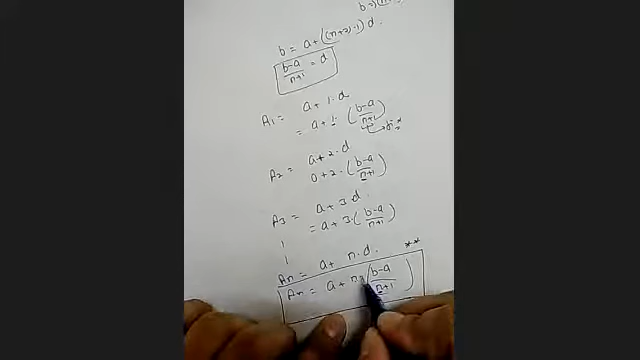 b = a + ((n+2)-1) d.
b-a/n+1 = d
A1 = a + 1·d
= a + 1·(b-a/n+1)
A2 = a + 2·d
a + 2·(b-a/n+1)
A3 = a + 3·d.
= a + 3·(b-a/n+1)
An = a + n·d. **
An = a + n·(b-a/n+1)